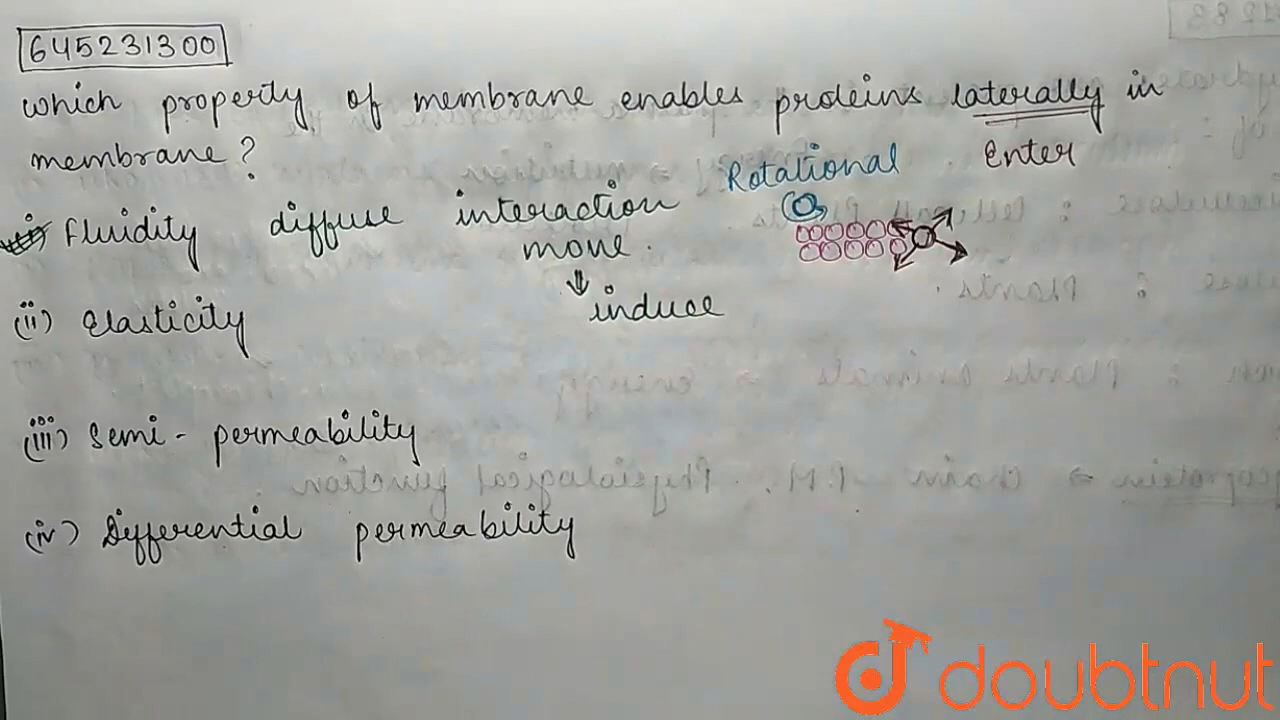 645231300
which property of membrane enables proteins laterally in
membrane?
Enter
Rotational
(i) Fluidity diffuse interaction
move.
induce
(ii) Elasticity
(iii) Semi-permeability
(iv) Differential permeability
doubtnut